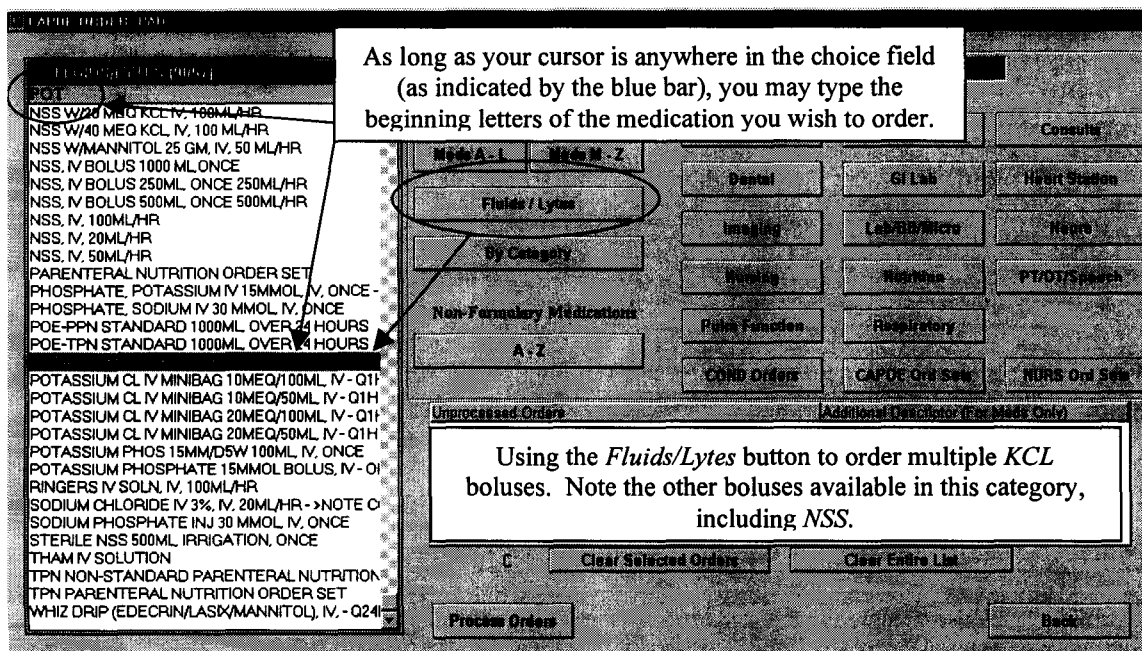 CAPOE ORDER PAD
As long as your cursor is anywhere in the choice field
(as indicated by the blue bar), you may type the
beginning letters of the medication you wish to order.
POT
NSS W/20 MEQ KCL IV, 100ML/HR
NSS W/40 MEQ KCL, IV, 100 ML/HR
NSS W/MANNITOL 25 GM, IV, 50 ML/HR
NSS, IV BOLUS 1000 ML,ONCE
NSS, IV BOLUS 250ML, ONCE 250ML/HR
NSS, IV BOLUS 500ML, ONCE 500ML/HR
NSS, IV, 100ML/HR
NSS, IV, 20ML/HR
NSS, IV, 50ML/HR
PARENTERAL NUTRITION ORDER SET
PHOSPHATE, POTASSIUM IV 15MMOL, IV, ONCE -
PHOSPHATE, SODIUM IV 30 MMOL, IV, ONCE
POE-PPN STANDARD 1000ML, OVER 24 HOURS
POE-TPN STANDARD 1000ML, OVER 24 HOURS
POTASSIUM CL IV MINIBAG 10MEQ/100ML, IV - Q1H
POTASSIUM CL IV MINIBAG 10MEQ/50ML, IV - Q1H
POTASSIUM CL IV MINIBAG 20MEQ/100ML, IV - Q1H
POTASSIUM CL IV MINIBAG 20MEQ/50ML, IV - Q1H
POTASSIUM PHOS 15MM/D5W 100ML, IV, ONCE
POTASSIUM PHOSPHATE 15MMOL BOLUS, IV - O
RINGERS IV SOLN, IV, 100ML/HR
SODIUM CHLORIDE IV 3%, IV, 20ML/HR ->NOTE C
SODIUM PHOSPHATE INJ 30 MMOL, IV, ONCE
STERILE NSS 500ML, IRRIGATION, ONCE
THAM IV SOLUTION
TPN NON-STANDARD PARENTERAL NUTRITION
TPN PARENTERAL NUTRITION ORDER SET
WHIZ DRIP (EDECRIN/LASIX/MANNITOL), IV, - Q24
Meds A - L Meds M - Z
Fluids / Lytes
By Category
Non-Formulary Medications
A - Z
Consults
Dental GI Lab Heart Station
Imaging Lab/BB/Micro Neuro
Nursing Nutrition PT/OT/Speech
Pulm Function Respiratory
COND Orders CAPOE Ord Sets NURS Ord Sets
Unprocessed Orders Additional Descriptor (For Meds Only)
Using the Fluids/Lytes button to order multiple KCL
boluses. Note the other boluses available in this category,
including NSS.
C Clear Selected Orders Clear Entire List
Process Orders Back